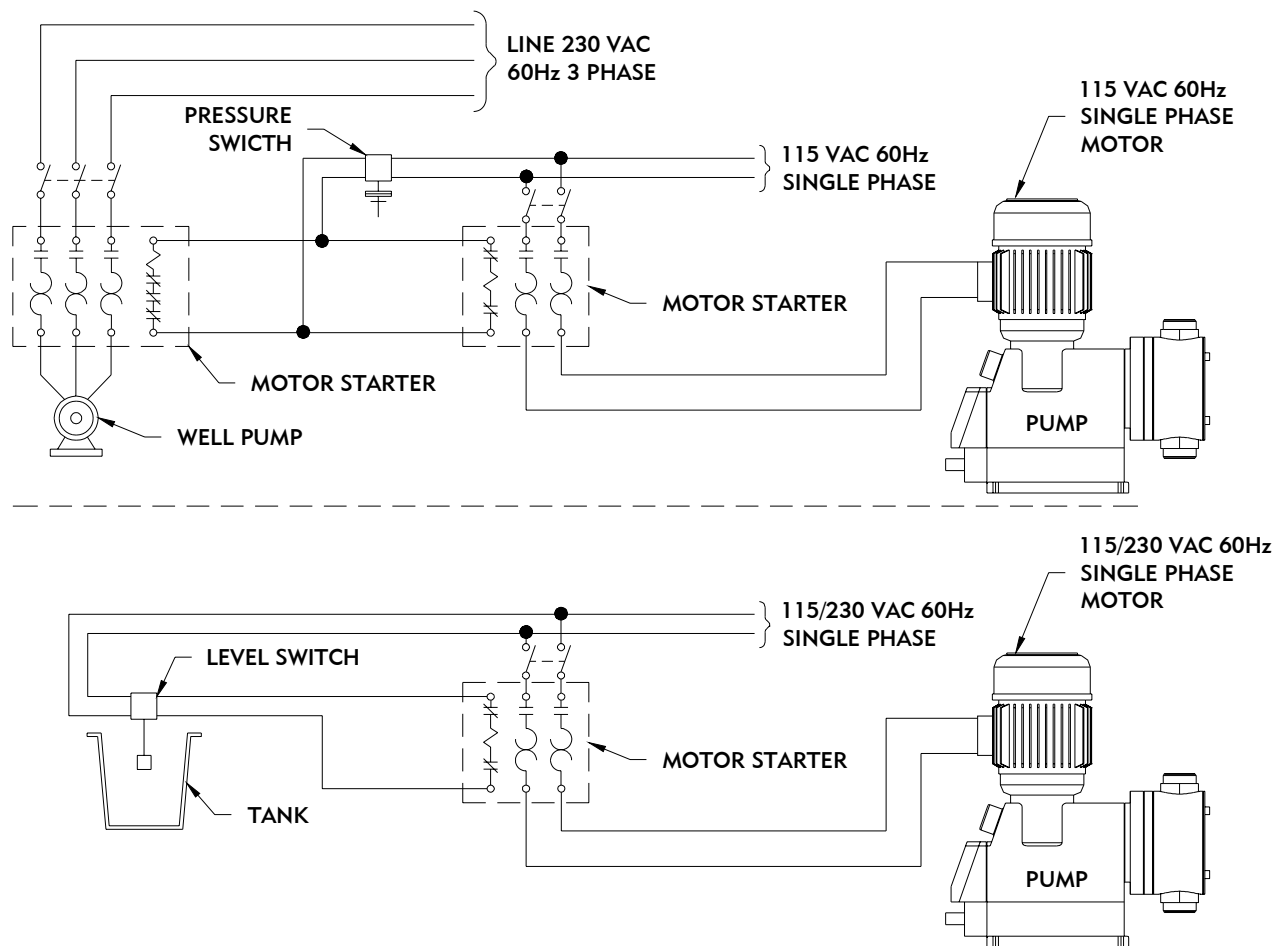 LINE 230 VAC
60Hz 3 PHASE
PRESSURE
SWICTH
115 VAC 60Hz
SINGLE PHASE
115 VAC 60Hz
SINGLE PHASE
MOTOR
MOTOR STARTER
MOTOR STARTER
WELL PUMP
PUMP
115/230 VAC 60Hz
SINGLE PHASE
MOTOR
115/230 VAC 60Hz
SINGLE PHASE
LEVEL SWITCH
MOTOR STARTER
TANK
PUMP